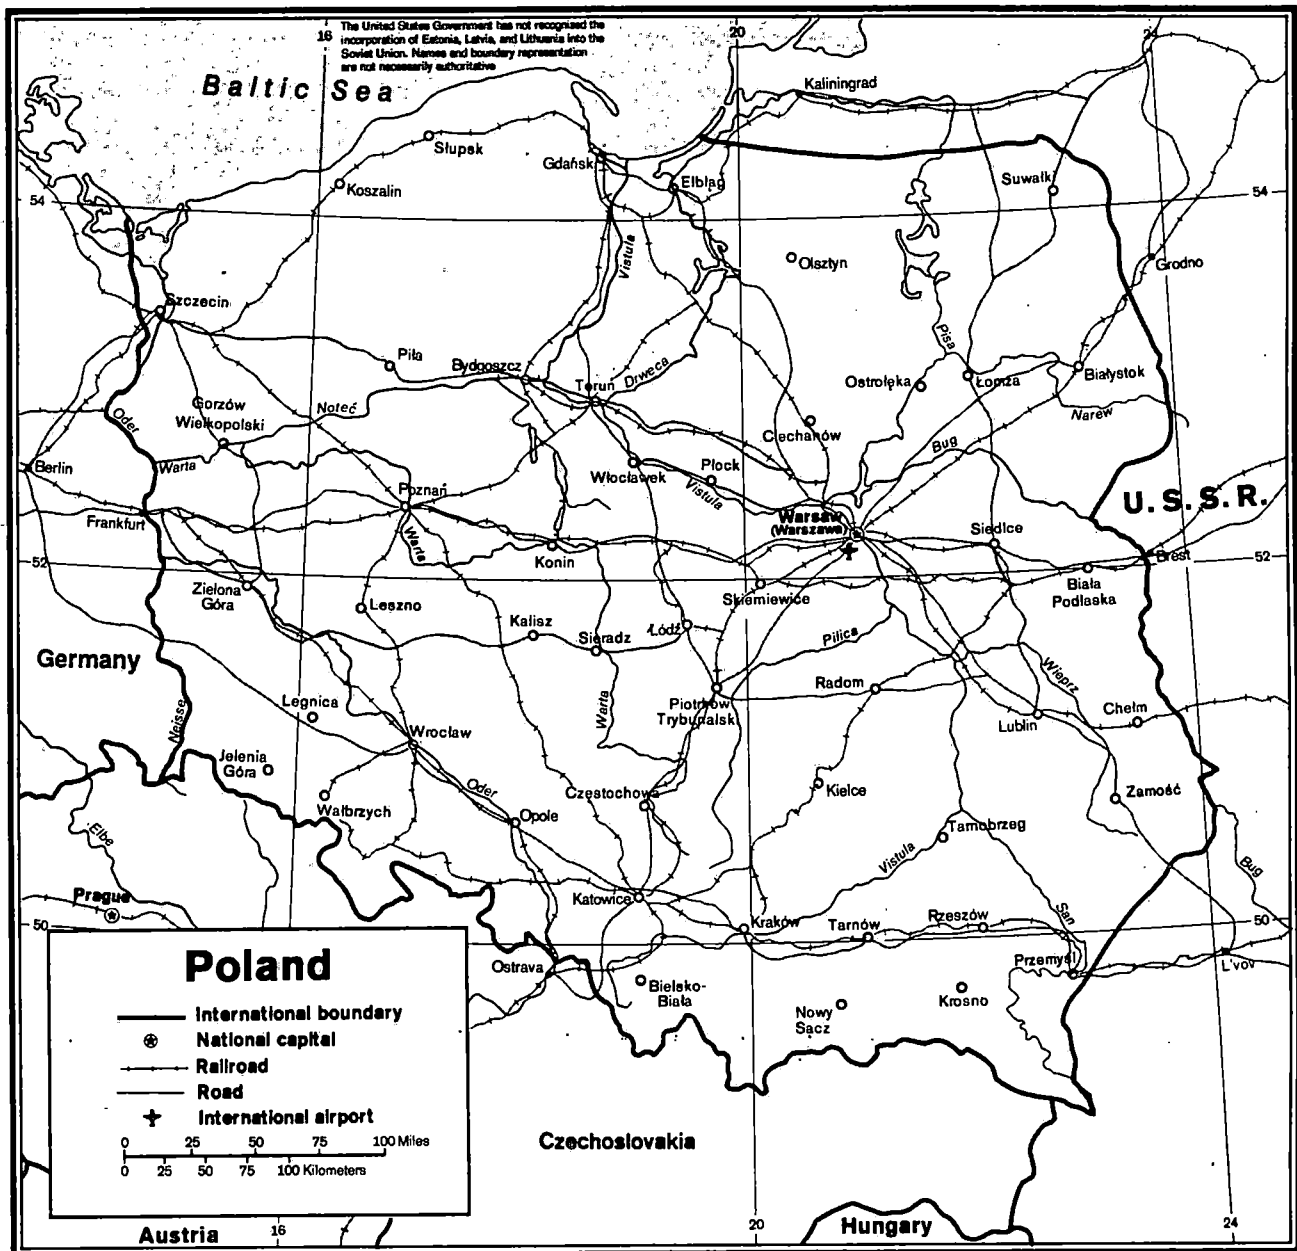 16
The United States Government has not recognized the
incorporation of Estonia, Latvia, and Lithuania into the
Soviet Union. Names and boundary representation
are not necessarily authoritative
20
24
Baltic Sea
Kaliningrad
Słupsk
Gdańsk
Elbląg
Suwałki
Koszalin
54
54
Olsztyn
Grodno
Vistula
Szczecin
Pisa
Piła
Bydgoszcz
Toruń
Drweca
Ostrołęka
Łomża
Białystok
Gorzów
Wielkopolski
Noteć
Oder
Narew
Ciechanów
Bug
Berlin
Warta
Włocławek
Płock
Vistula
Poznań
U.S.S.R.
Frankfurt
Warsaw
(Warszawa)
Siedlce
Warta
Konin
52
52
Brest
Zielona
Góra
Leszno
Skierniewice
Biała
Podlaska
Kalisz
Sieradz
Łódź
Pilica
Germany
Wieprz
Radom
Legnica
Neisse
Warta
Piotrków
Trybunalski
Lublin
Chełm
Wrocław
Jelenia
Góra
Oder
Częstochowa
Kielce
Zamość
Wałbrzych
Opole
Tarnobrzeg
Elbe
Vistula
Bug
Prague
Katowice
Kraków
Tarnów
Rzeszów
San
50
50
Ostrava
Przemyśl
L'vov
Bielsko-
Biała
Nowy
Sącz
Krosno
Poland
International boundary
National capital
Railroad
Road
International airport
0 25 50 75 100 Miles
0 25 50 75 100 Kilometers
Czechoslovakia
Austria
16
20
Hungary
24